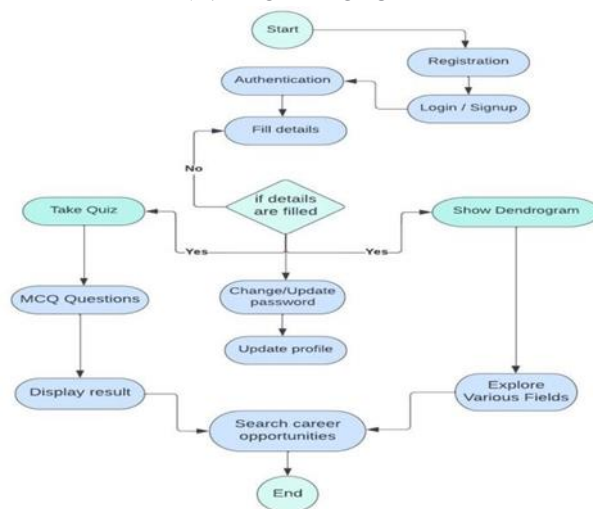 Start
Registration
Authentication
Login / Signup
Fill details
No
if details
are filled
Take Quiz
Show Dendrogram
Yes
Yes
MCQ Questions
Change/Update
password
Update profile
Display result
Explore
Various Fields
Search career
opportunities
End